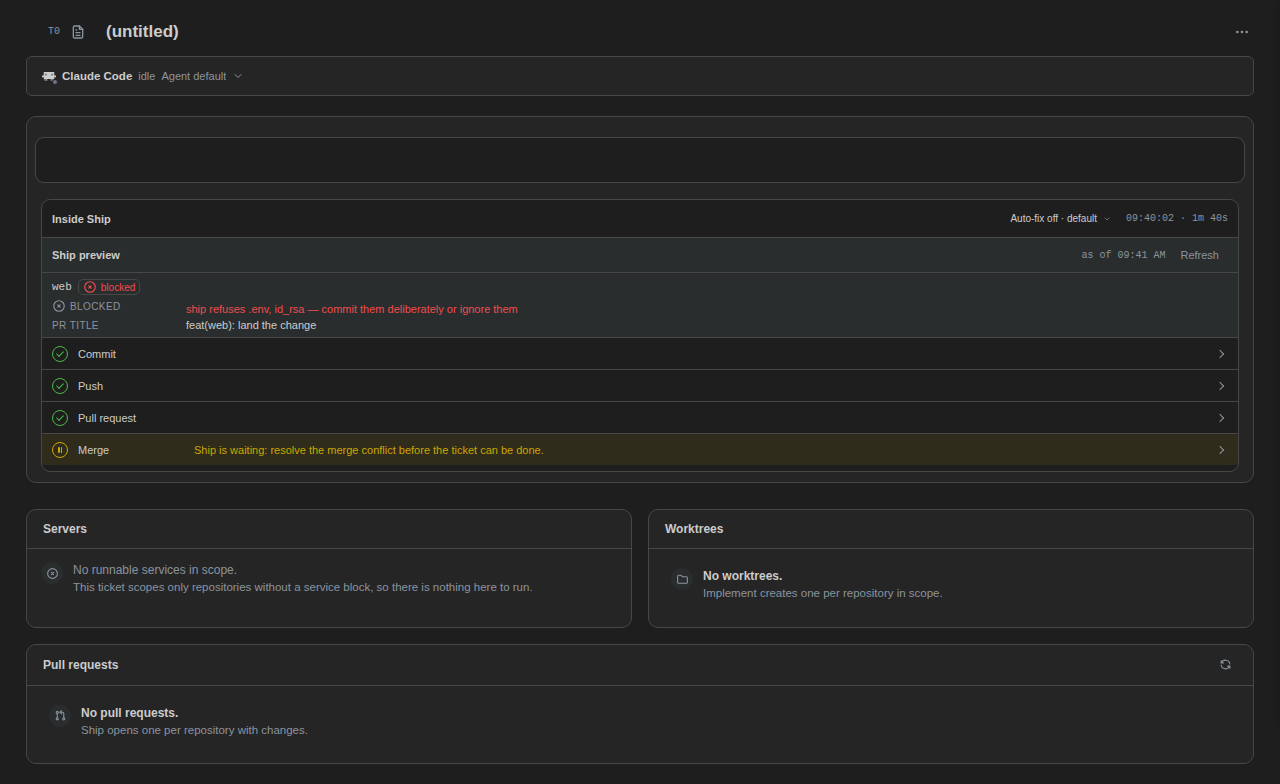 T0 (untitled)
Claude Code idle Agent default
Inside Ship Auto-fix off · default 09:40:02 · 1m 40s
Ship preview as of 09:41 AM Refresh
web blocked
BLOCKED ship refuses .env, id_rsa — commit them deliberately or ignore them
PR TITLE feat(web): land the change
Commit
Push
Pull request
Merge Ship is waiting: resolve the merge conflict before the ticket can be done.
Servers
No runnable services in scope.
This ticket scopes only repositories without a service block, so there is nothing here to run.
Worktrees
No worktrees.
Implement creates one per repository in scope.
Pull requests
No pull requests.
Ship opens one per repository with changes.